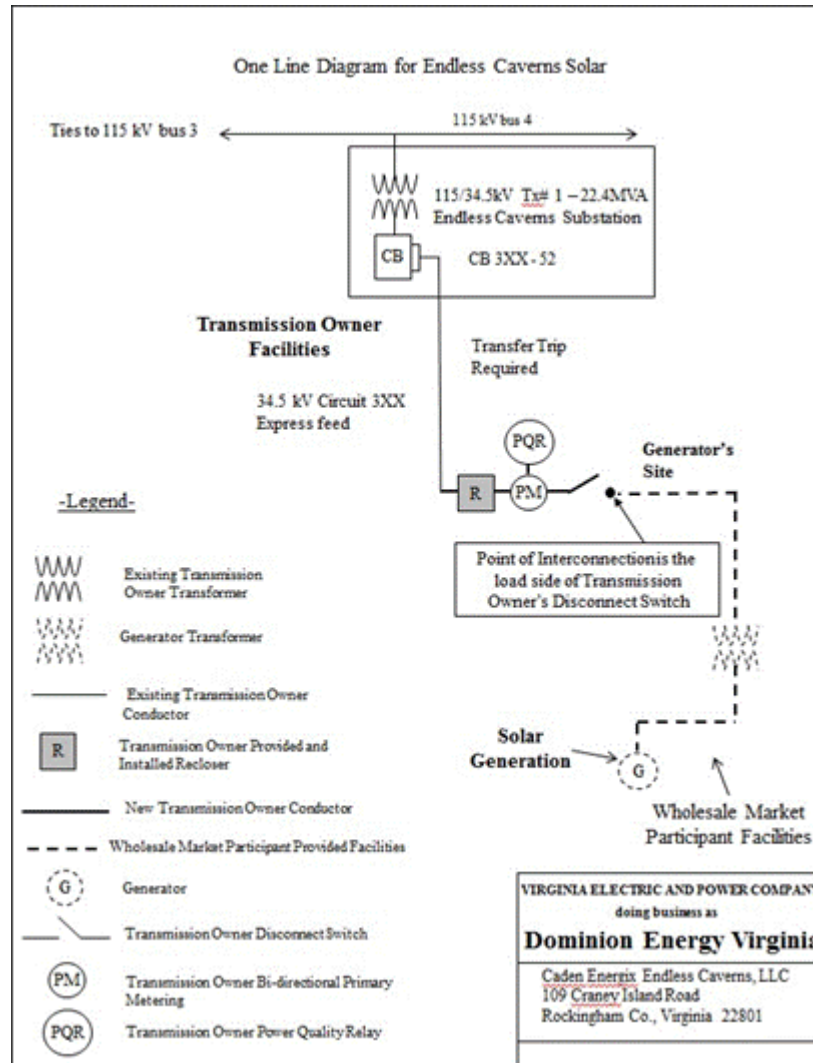 One Line Diagram for Endless Caverns Solar
Ties to 115 kV bus 3
115 kV bus 4
115/34.5kV Tx# 1 – 22.4MVA
Endless Caverns Substation
CB
CB 3XX - 52
Transmission Owner
Facilities
Transfer Trip
Required
34.5 kV Circuit 3XX
Express feed
PQR
Generator's
Site
R
PM
-Legend-
Point of Interconnectionis the
load side of Transmission
Owner's Disconnect Switch
Existing Transmission
Owner Transformer
Generator Transformer
Existing Transmission Owner
Conductor
R
Transmission Owner Provided and
Installed Recloser
Solar
Generation
G
New Transmission Owner Conductor
Wholesale Market
Participant Facilities
Wholesale Market Participant Provided Facilities
G
Generator
Transmission Owner Disconnect Switch
PM
Transmission Owner Bi-directional Primary
Metering
PQR
Transmission Owner Power Quality Relay
VIRGINIA ELECTRIC AND POWER COMPANY
doing business as
Dominion Energy Virginia
Caden Energix Endless Caverns, LLC
109 Craney Island Road
Rockingham Co., Virginia 22801